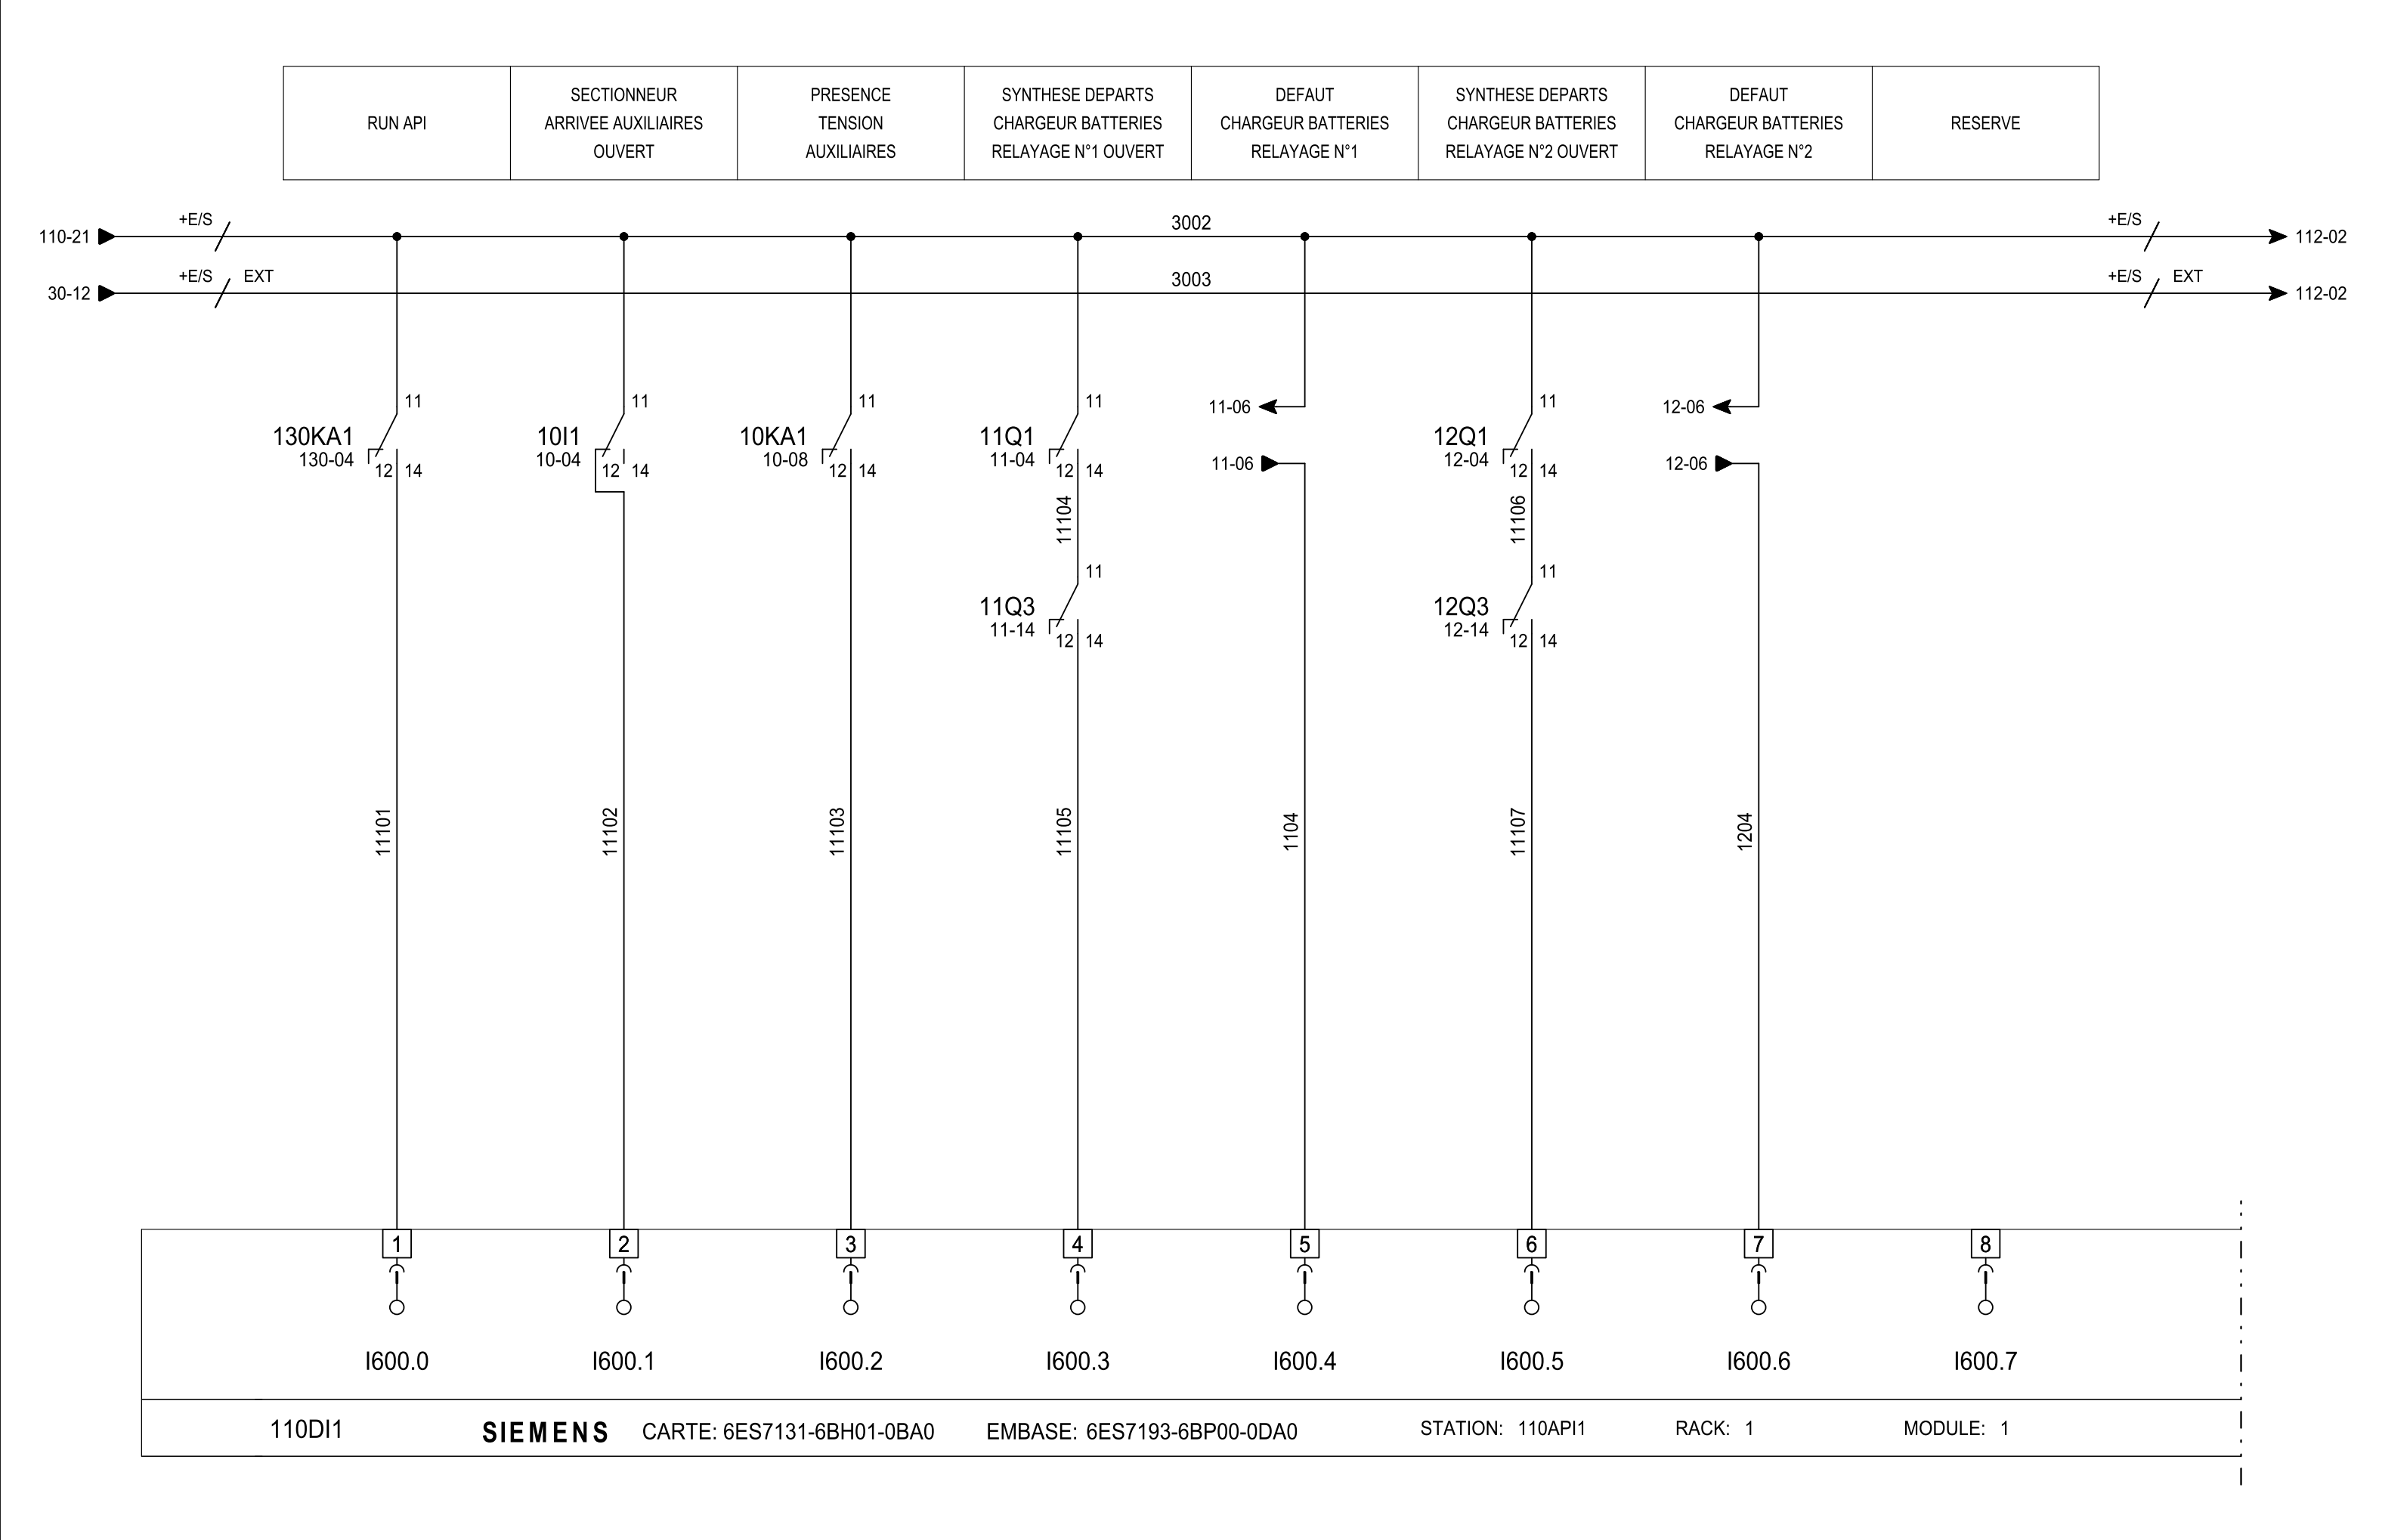 RUN API
SECTIONNEUR
ARRIVEE AUXILIAIRES
OUVERT
PRESENCE
TENSION
AUXILIAIRES
SYNTHESE DEPARTS
CHARGEUR BATTERIES
RELAYAGE N°1 OUVERT
DEFAUT
CHARGEUR BATTERIES
RELAYAGE N°1
SYNTHESE DEPARTS
CHARGEUR BATTERIES
RELAYAGE N°2 OUVERT
DEFAUT
CHARGEUR BATTERIES
RELAYAGE N°2
RESERVE
110-21 +E/S 3002 +E/S 112-02
30-12 +E/S EXT 3003 +E/S EXT 112-02
11
130KA1
130-04
12 14
11101
11
10I1
10-04
12 14
11102
11
10KA1
10-08
12 14
11103
11
11Q1
11-04
12 14
11104
11
11Q3
11-14
12 14
11105
11-06
11-06
1104
11
12Q1
12-04
12 14
11106
11
12Q3
12-14
12 14
11107
12-06
12-06
1204
1 2 3 4 5 6 7 8
I600.0 I600.1 I600.2 I600.3 I600.4 I600.5 I600.6 I600.7
110DI1 SIEMENS CARTE: 6ES7131-6BH01-0BA0 EMBASE: 6ES7193-6BP00-0DA0 STATION: 110API1 RACK: 1 MODULE: 1